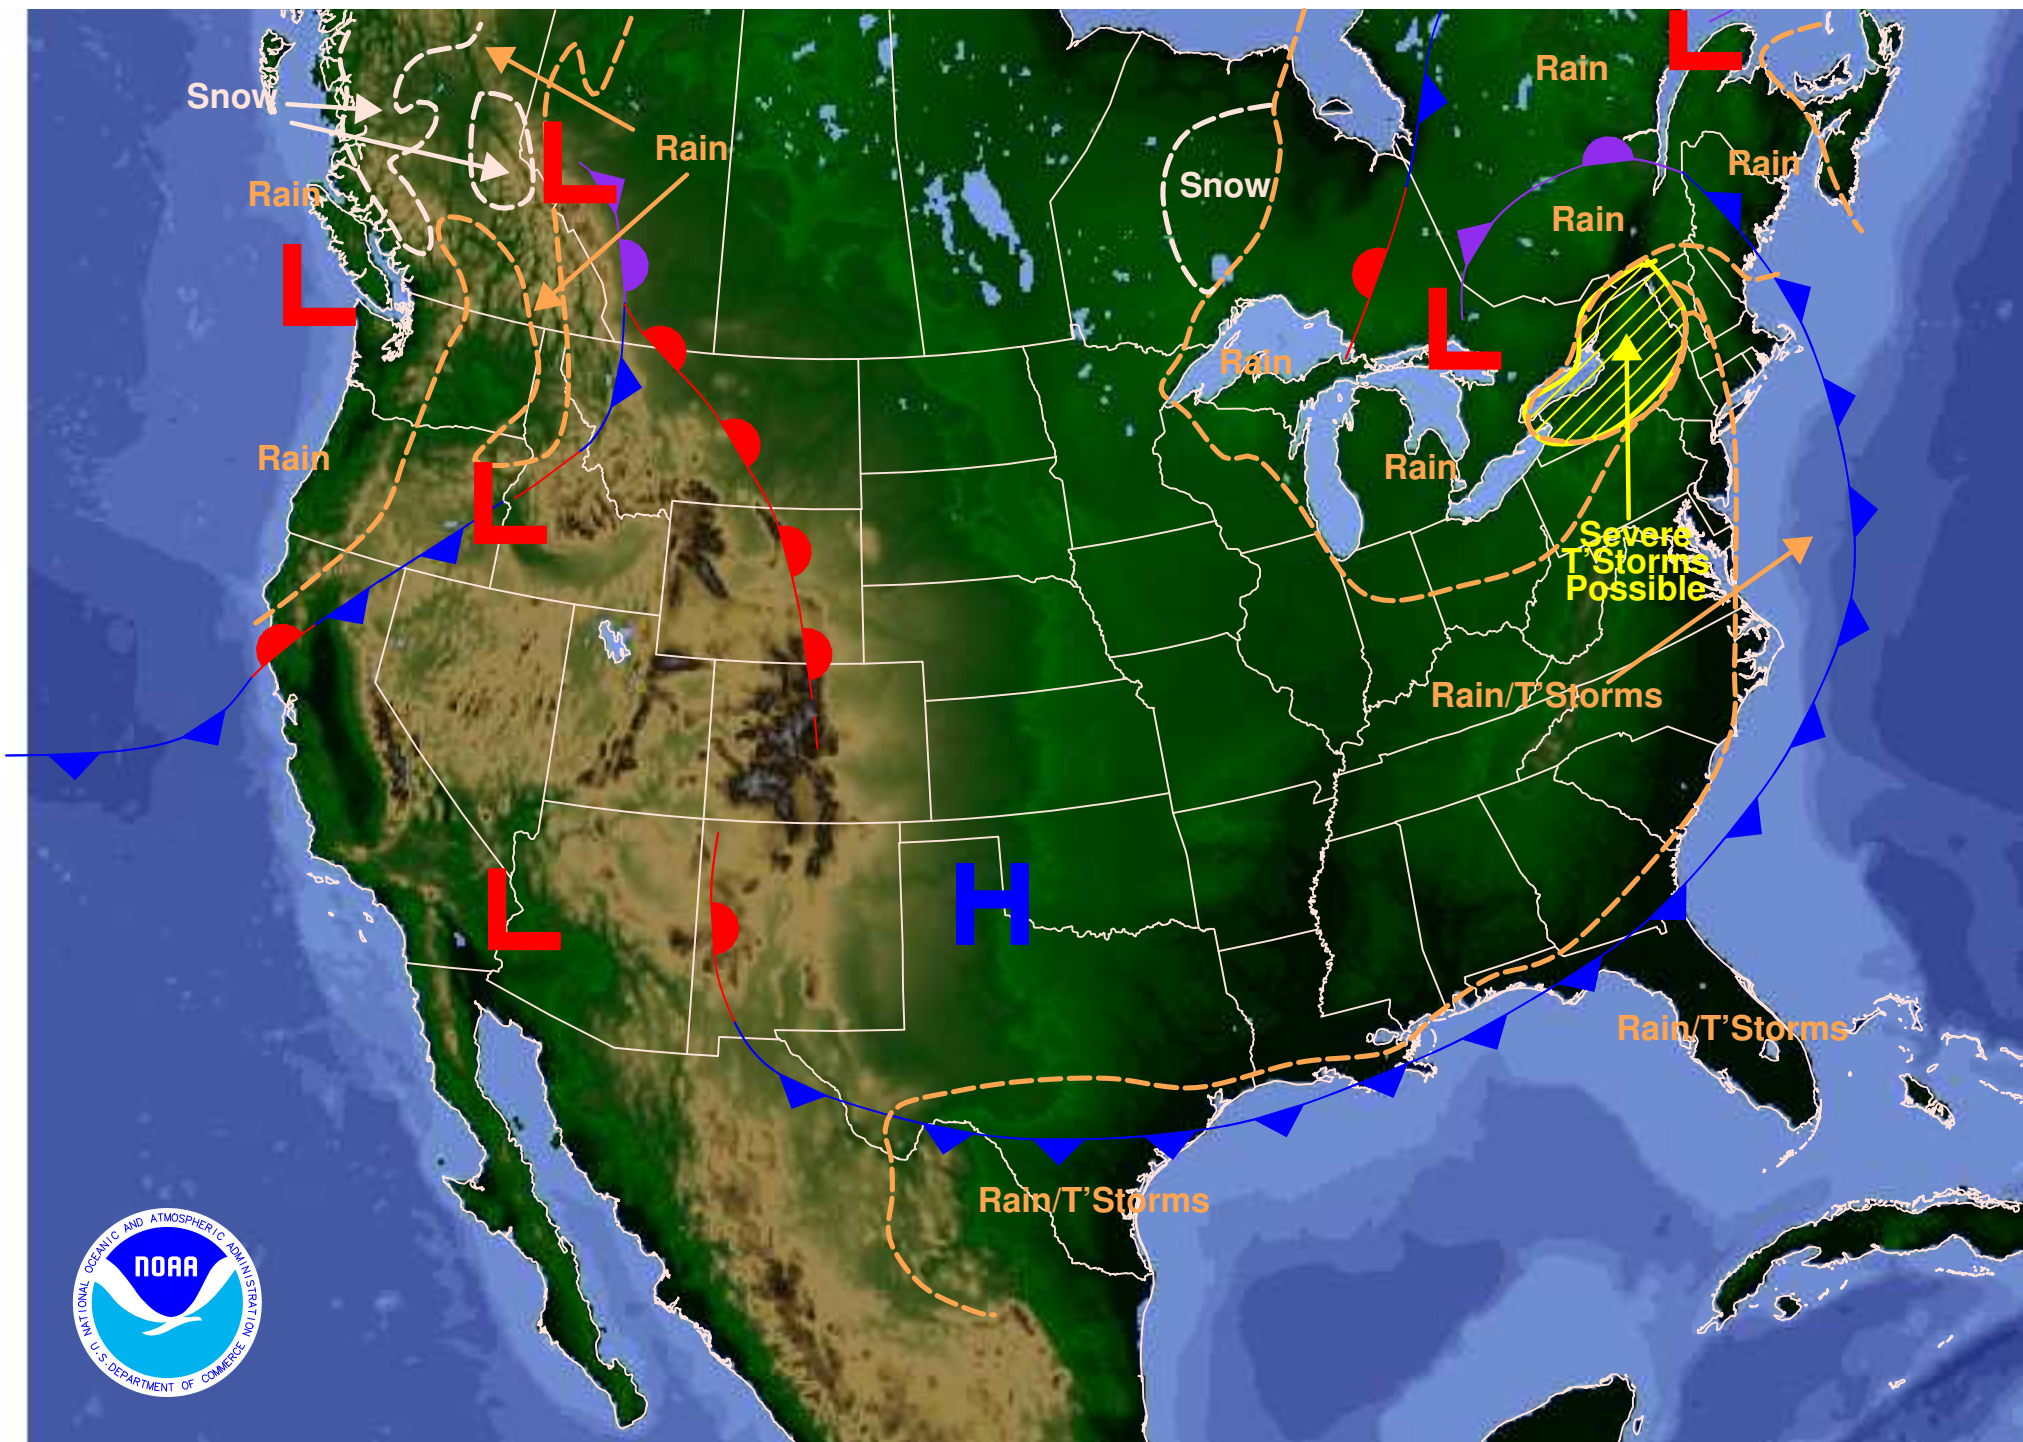 L
Rain
Rain
Snow
Rain
L
Rain
Snow
Rain
Rain
L
L
Rain
Rain
Rain
L
Severe
T'Storms
Possible
Rain/T'Storms
L
H
Rain/T'Storms
Rain/T'Storms
NATIONAL OCEANIC AND ATMOSPHERIC ADMINISTRATION
NOAA
U.S. DEPARTMENT OF COMMERCE